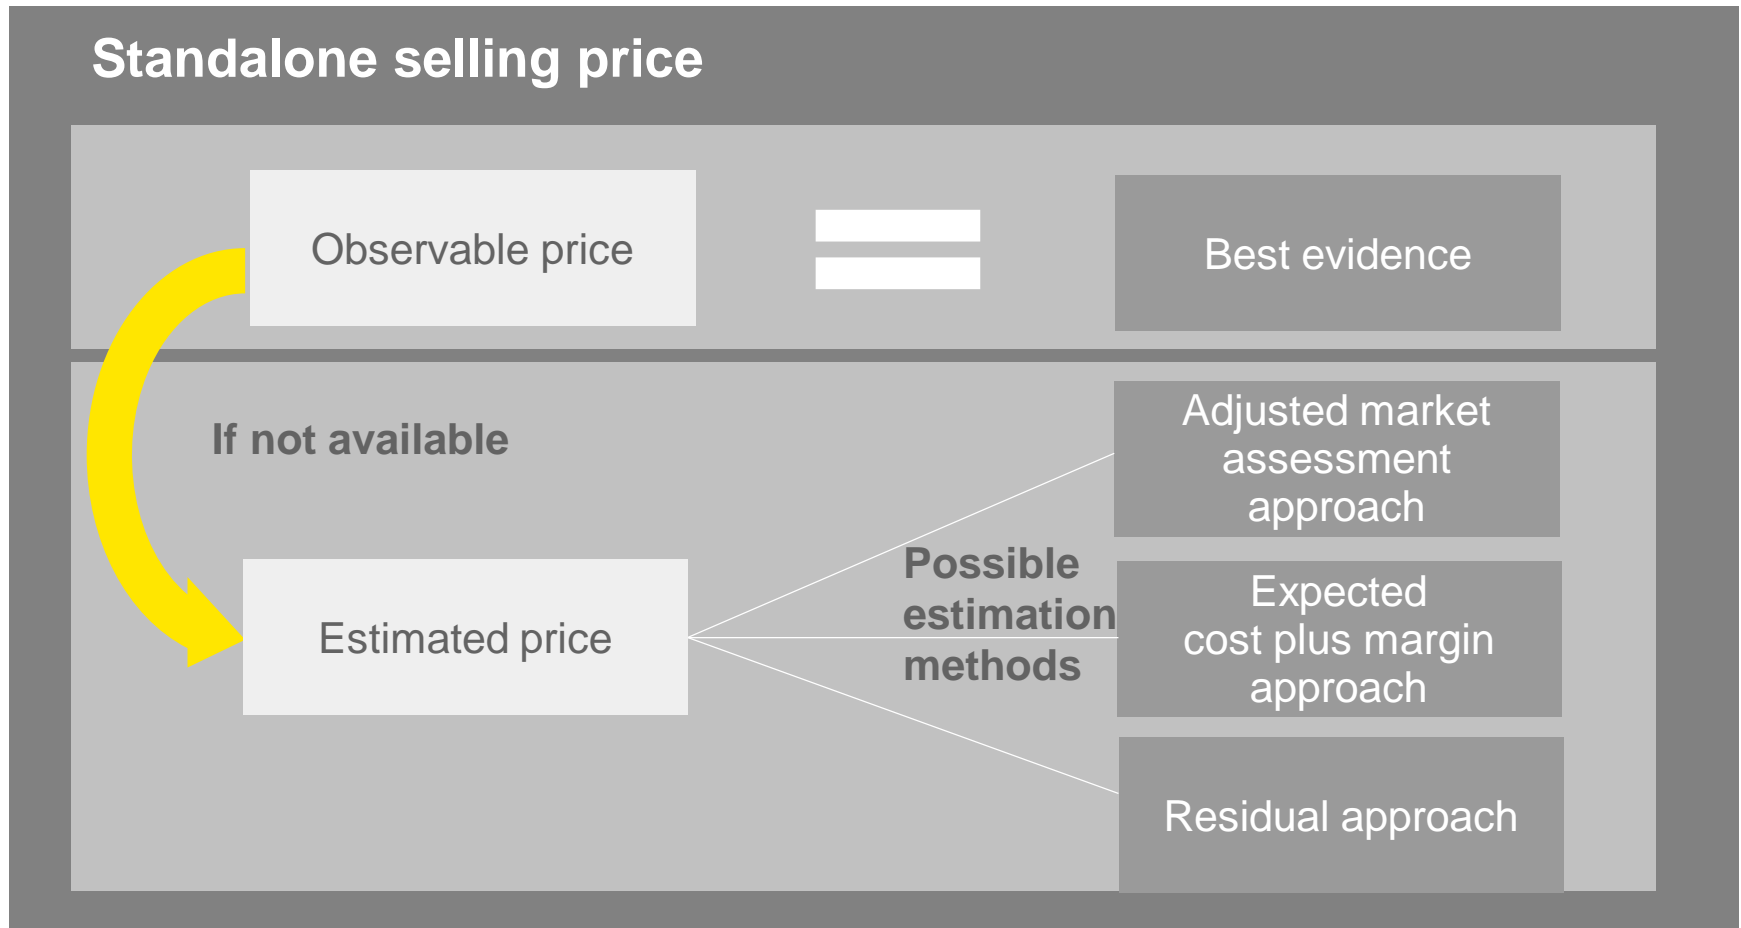 Standalone selling price
Observable price
Best evidence
If not available
Adjusted market
assessment
approach
Estimated price
Possible
estimation
methods
Expected
cost plus margin
approach
Residual approach